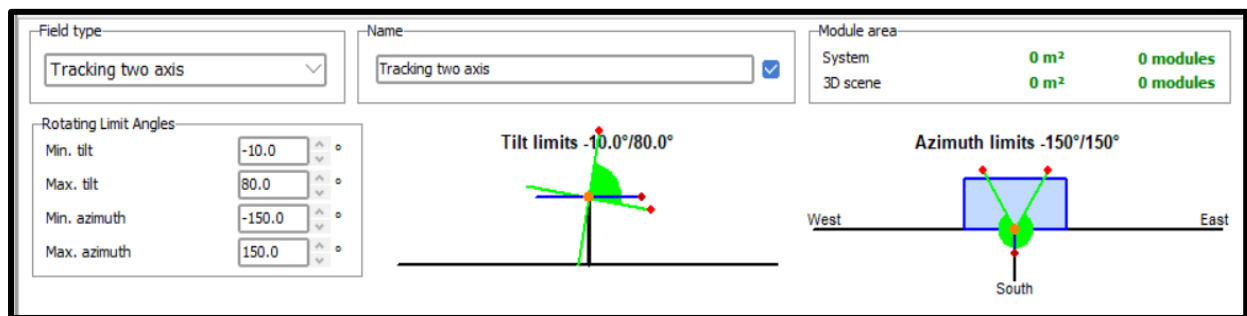 Field type
Tracking two axis
Name
Tracking two axis
Module area
System 0 m² 0 modules
3D scene 0 m² 0 modules
Rotating Limit Angles
Min. tilt -10.0 °
Max. tilt 80.0 °
Min. azimuth -150.0 °
Max. azimuth 150.0 °
Tilt limits -10.0°/80.0°
Azimuth limits -150°/150°
West East
South